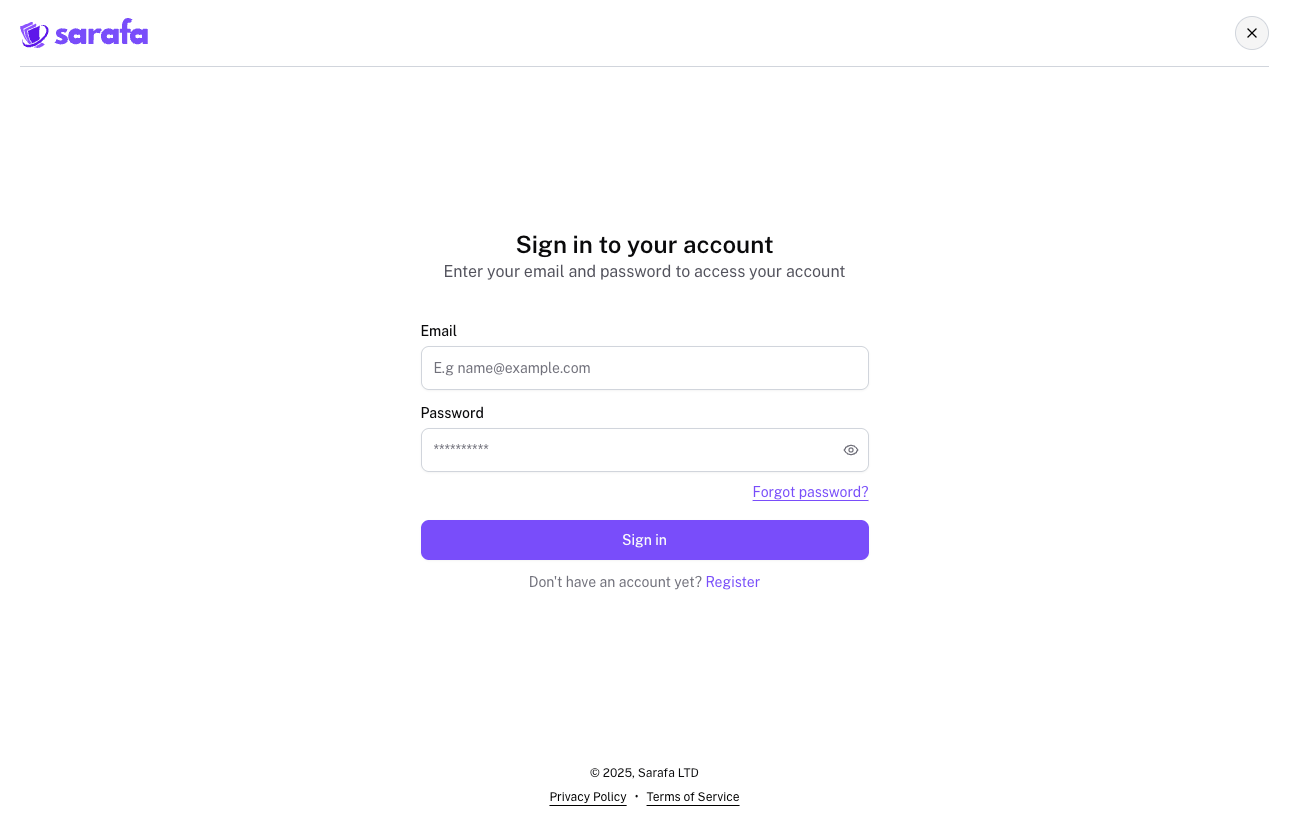 sarafa
Sign in to your account
Enter your email and password to access your account
Email
E.g name@example.com
Password
**********
Forgot password?
Sign in
Don't have an account yet? Register
© 2025, Sarafa LTD
Privacy Policy • Terms of Service